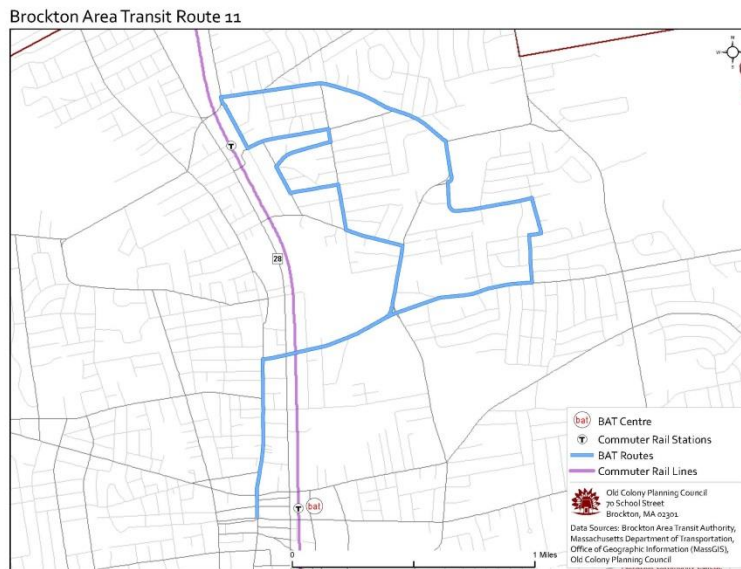 Brockton Area Transit Route 11
N
W
T
28
T
bat
bat BAT Centre
T Commuter Rail Stations
BAT Routes
Commuter Rail Lines
Old Colony Planning Council
70 School Street
Brockton, MA 02301
Data Sources: Brockton Area Transit Authority,
Massachusetts Department of Transportation,
Office of Geographic Information (MassGIS),
Old Colony Planning Council
0 1 Miles